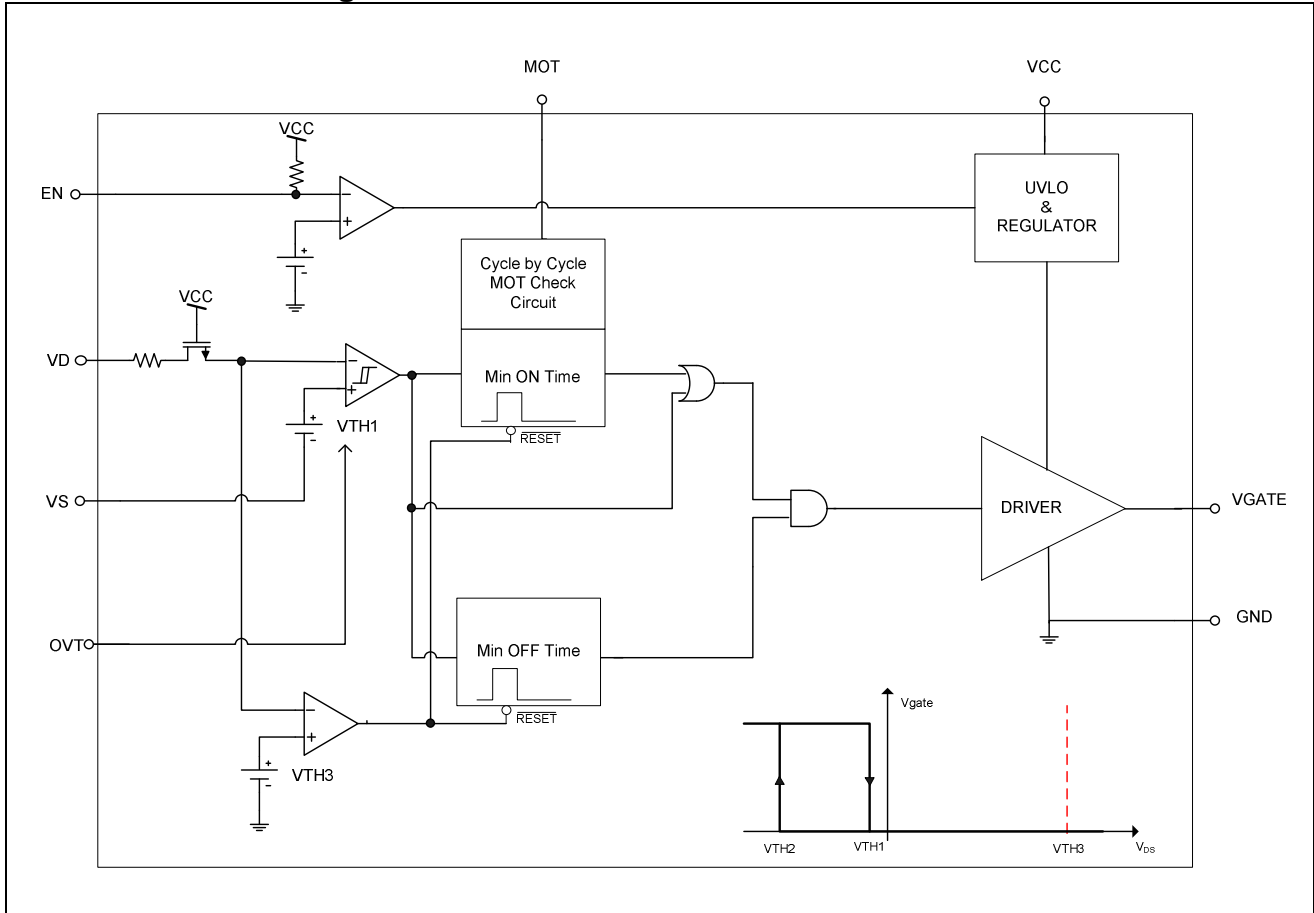 MOT
VCC
VCC
EN
−
+
+
-
UVLO
&
REGULATOR
Cycle by Cycle
MOT Check
Circuit
VCC
VD
−
+
+
-
VTH1
Min ON Time
RESET
VS
DRIVER
VGATE
OVT
Min OFF Time
RESET
GND
−
+
+
-
VTH3
Vgate
VTH2
VTH1
VTH3
VDS